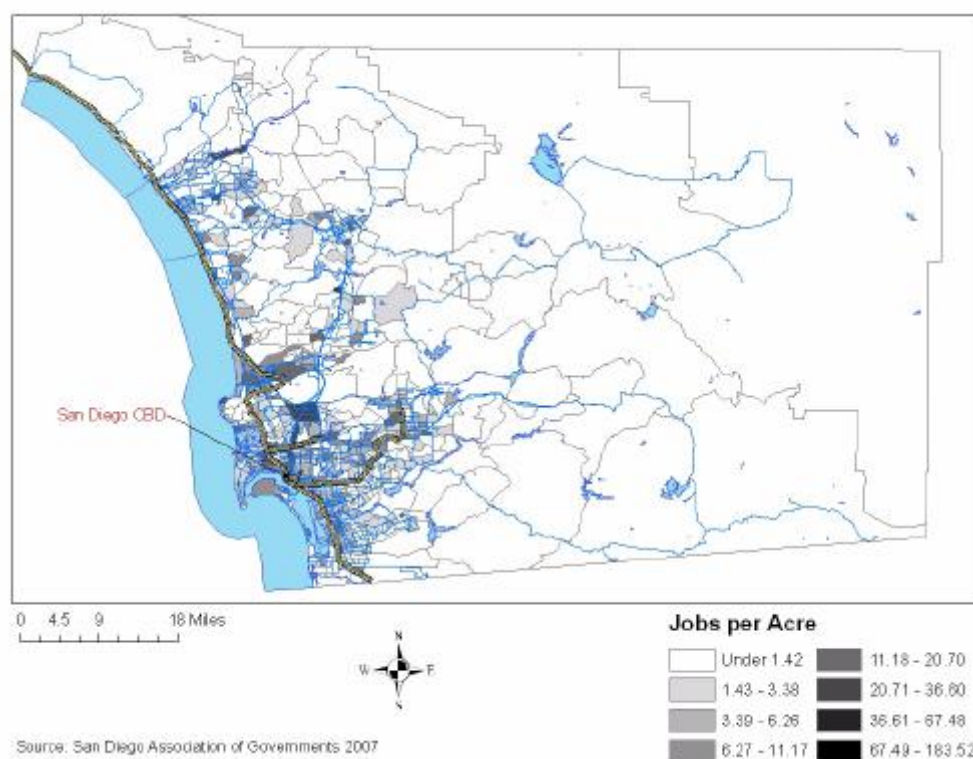 San Diego CBD
0 4.5 9 18 Miles
N
W E
S
Jobs per Acre
Under 1.42
11.18 - 20.70
1.43 - 3.38
20.71 - 36.60
3.39 - 6.26
36.61 - 67.48
6.27 - 11.17
67.49 - 183.52
Source: San Diego Association of Governments 2007